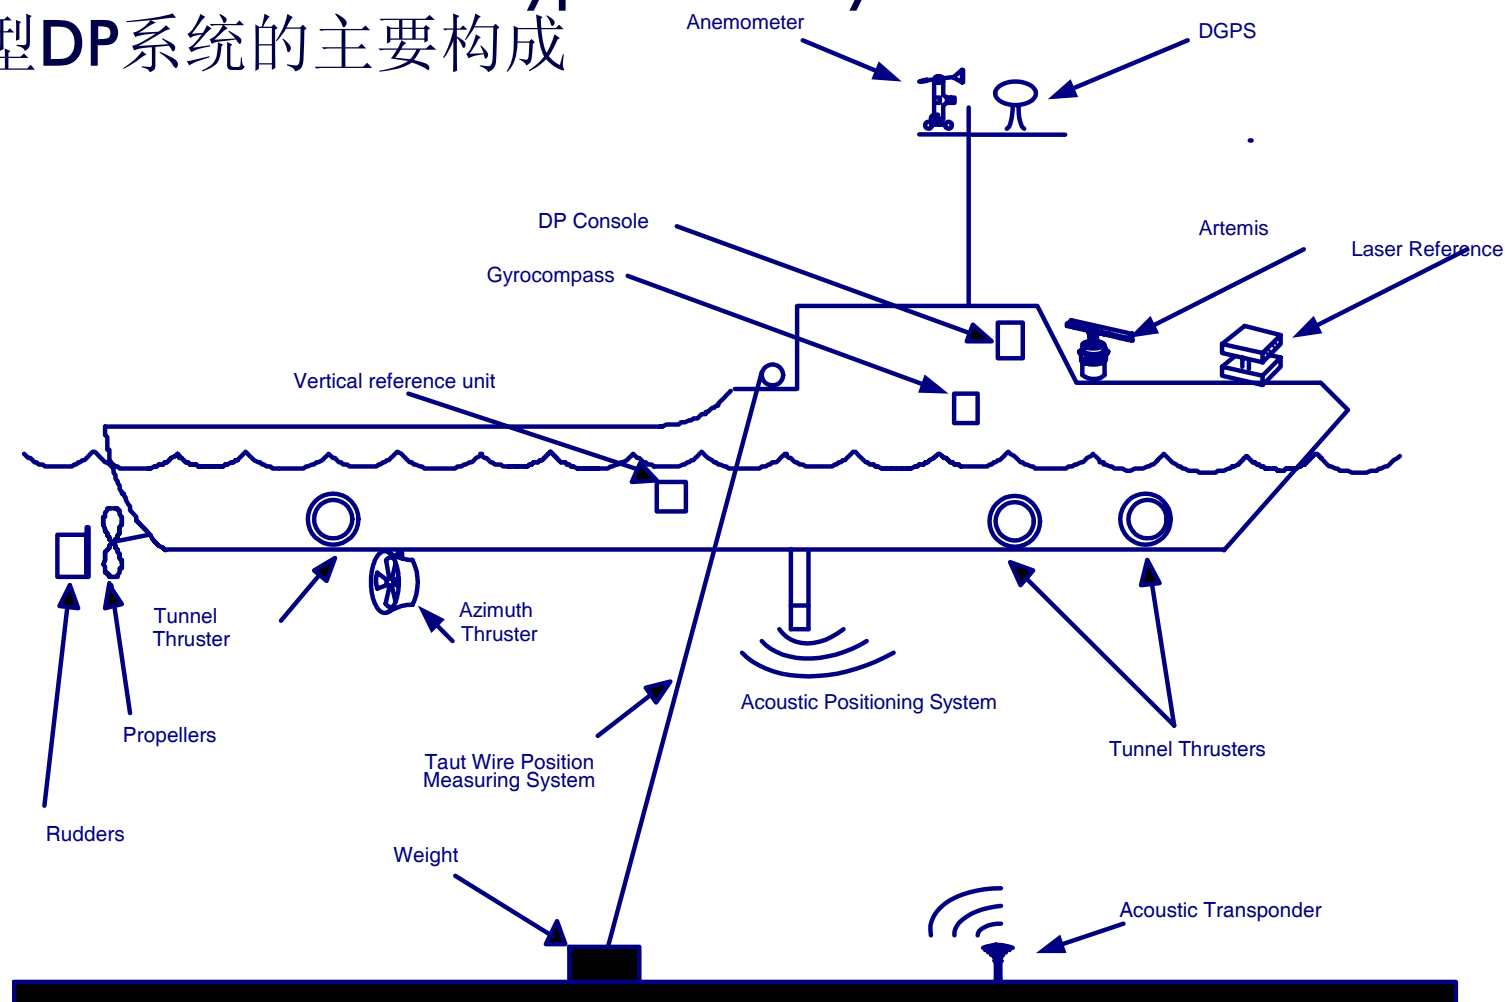 型DP系统的主要构成
Anemometer
DGPS
DP Console
Artemis
Laser Reference
Gyrocompass
Vertical reference unit
Tunnel
Thruster
Azimuth
Thruster
Acoustic Positioning System
Propellers
Taut Wire Position
Measuring System
Tunnel Thrusters
Rudders
Weight
Acoustic Transponder